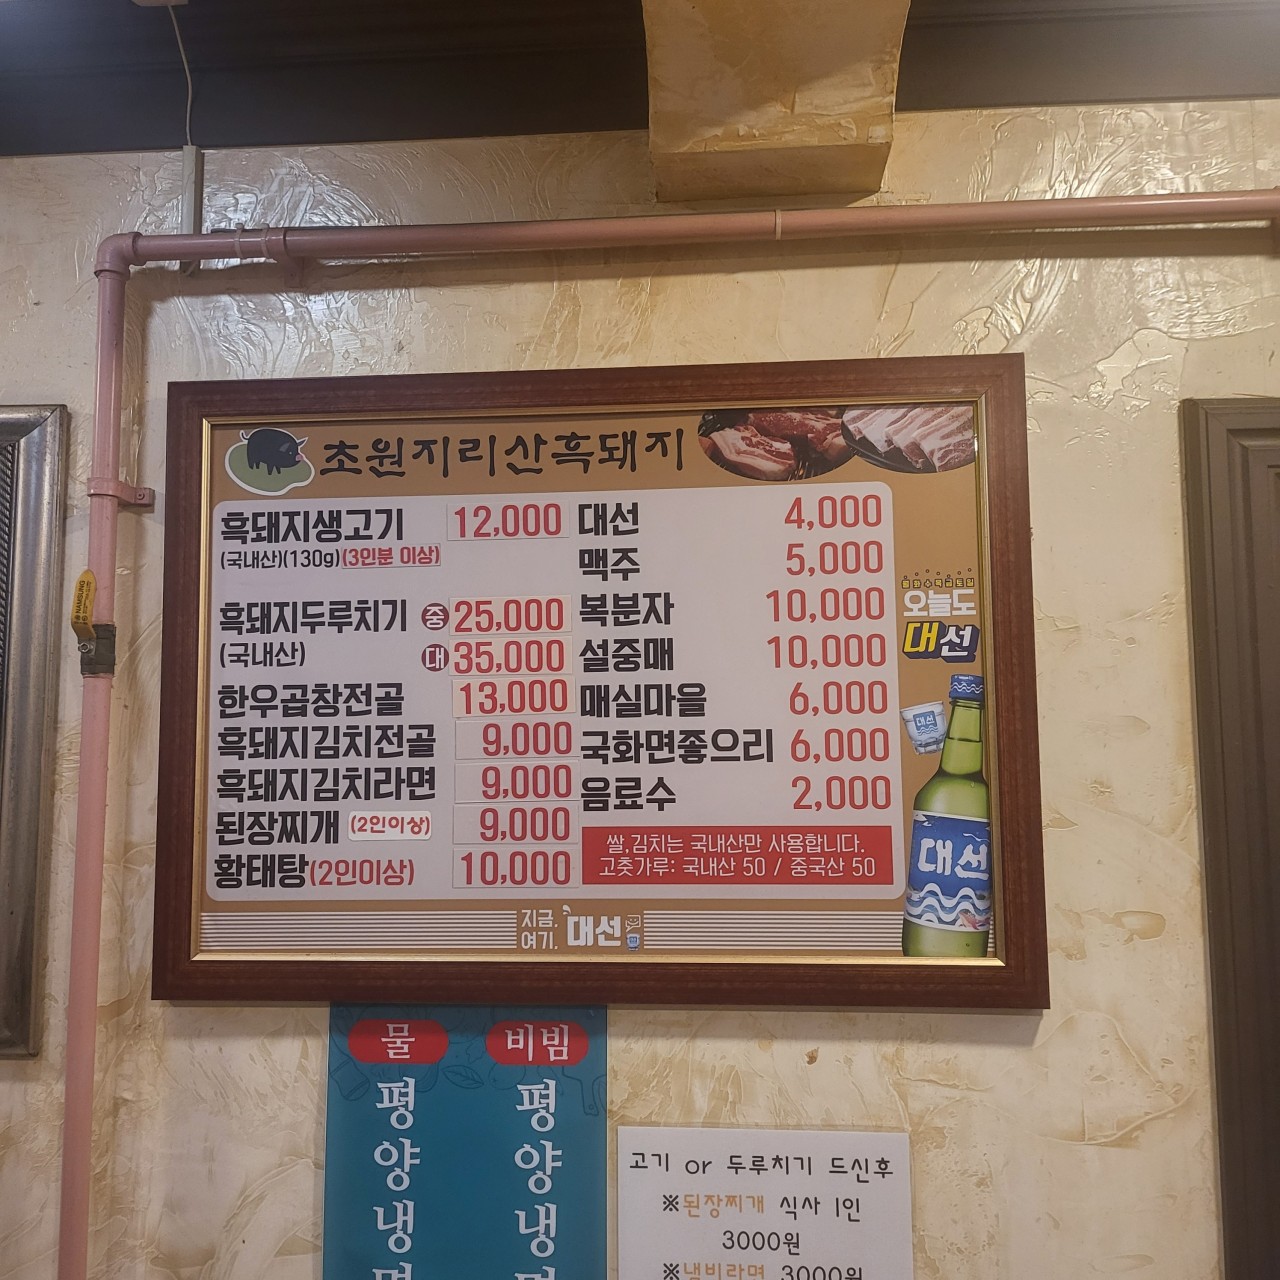 초원지리산흑돼지
흑돼지생고기 12,000
(국내산)(130g)(3인분 이상)
흑돼지두루치기 중 25,000
(국내산) 대 35,000
한우곱창전골 13,000
흑돼지김치전골 9,000
흑돼지김치라면 9,000
된장찌개 (2인이상) 9,000
황태탕(2인이상) 10,000
대선 4,000
맥주 5,000
복분자 10,000
설중매 10,000
매실마을 6,000
국화면좋으리 6,000
음료수 2,000
쌀,김치는 국내산만 사용합니다.
고춧가루: 국내산 50 / 중국산 50
오늘도
대선
대선
대선
지금,
여기, 대선
NAMSUNG
물
평양냉면
비빔
평양냉면
고기 or 두루치기 드신후
※된장찌개 식사 1인
3000원
※냄비라면 3000원